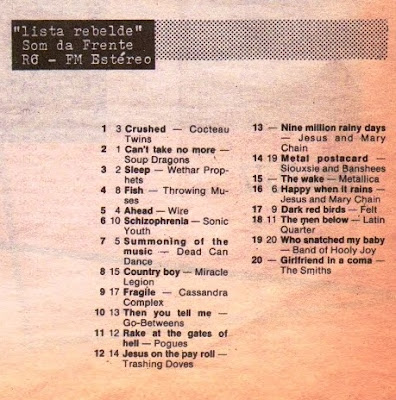 "lista rebelde"
Som da Frente
RG - FM Estéreo
1 3 Crushed — Cocteau
Twins
2 1 Can't take no more —
Soup Dragons
3 2 Sleep — Wethar Prop-
hets
4 8 Fish — Throwing Mu-
ses
5 4 Ahead — Wire
6 10 Schizophrenia — Sonic
Youth
7 5 Summoning of the
music — Dead Can
Dance
8 15 Country boy — Miracle
Legion
9 17 Fragile — Cassandra
Complex
10 13 Then you tell me —
Go-Betweens
11 12 Rake at the gates of
hell — Pogues
12 14 Jesus on the pay roll —
Trashing Doves
13 — Nine million rainy days
— Jesus and Mary
Chain
14 19 Metal postacard —
Siouxsie and Banshees
15 — The wake — Metallica
16 6 Happy when it rains —
Jesus and Mary Chain
17 9 Dark red birds — Felt
18 11 The men below — Latin
Quarter
19 20 Who snatched my baby
— Band of Hooly Joy
20 — Girlfriend in a coma —
The Smiths